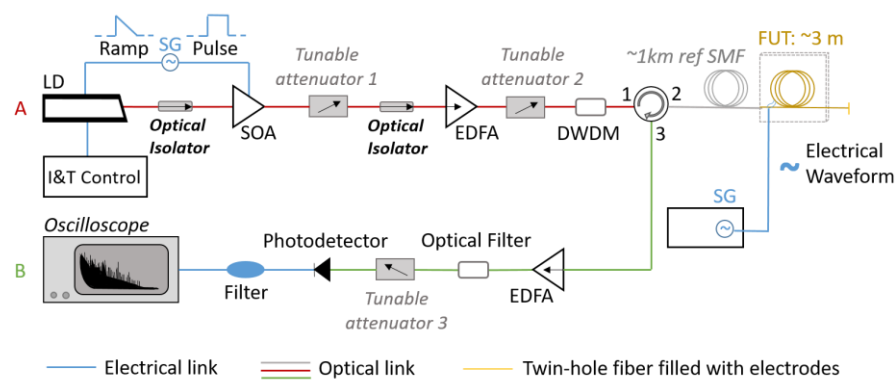 Ramp
SG
Pulse
LD
Tunable
attenuator 1
Tunable
attenuator 2
~1km ref SMF
FUT: ~3 m
A
1
2
3
Optical
Isolator
SOA
Optical
Isolator
EDFA
DWDM
I&T Control
Electrical
Waveform
SG
Oscilloscope
Photodetector
Optical Filter
B
Filter
Tunable
attenuator 3
EDFA
Electrical link
Optical link
Twin-hole fiber filled with electrodes